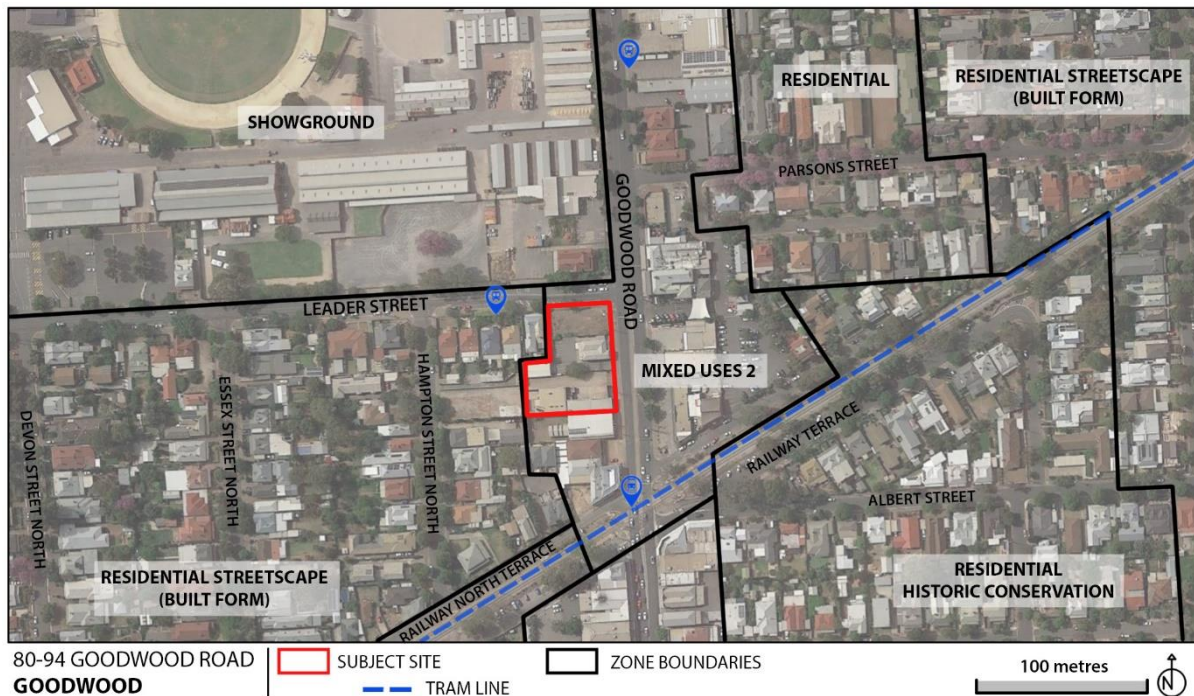 SHOWGROUND
RESIDENTIAL
RESIDENTIAL STREETSCAPE
(BUILT FORM)
PARSONS STREET
GOODWOOD ROAD
LEADER STREET
MIXED USES 2
DEVON STREET NORTH
ESSEX STREET NORTH
HAMPTON STREET NORTH
RAILWAY TERRACE
ALBERT STREET
RESIDENTIAL STREETSCAPE
(BUILT FORM)
RAILWAY NORTH TERRACE
RESIDENTIAL
HISTORIC CONSERVATION
80-94 GOODWOOD ROAD
GOODWOOD
SUBJECT SITE
ZONE BOUNDARIES
TRAM LINE
100 metres
N